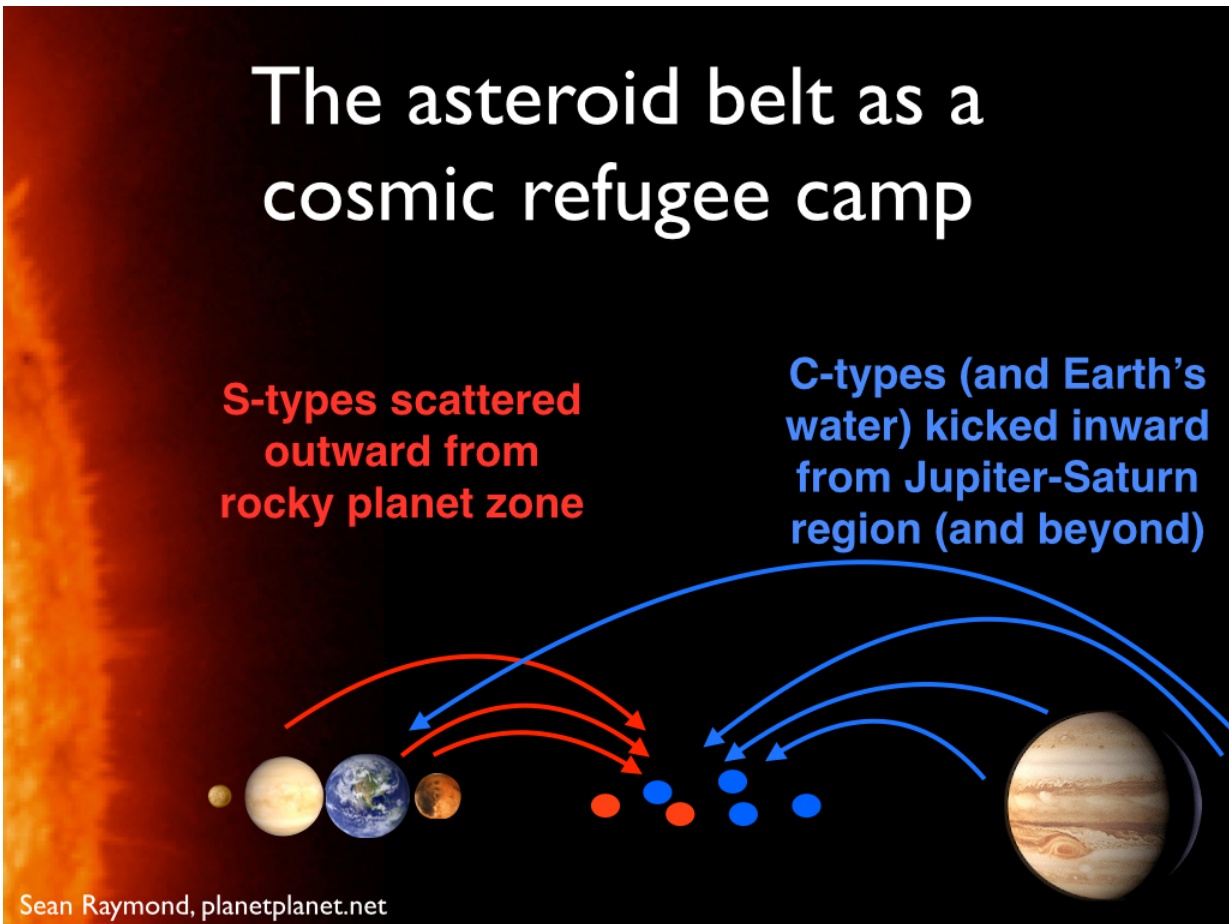 The asteroid belt as a
cosmic refugee camp
S-types scattered
outward from
rocky planet zone
C-types (and Earth’s
water) kicked inward
from Jupiter-Saturn
region (and beyond)
Sean Raymond, planetplanet.net